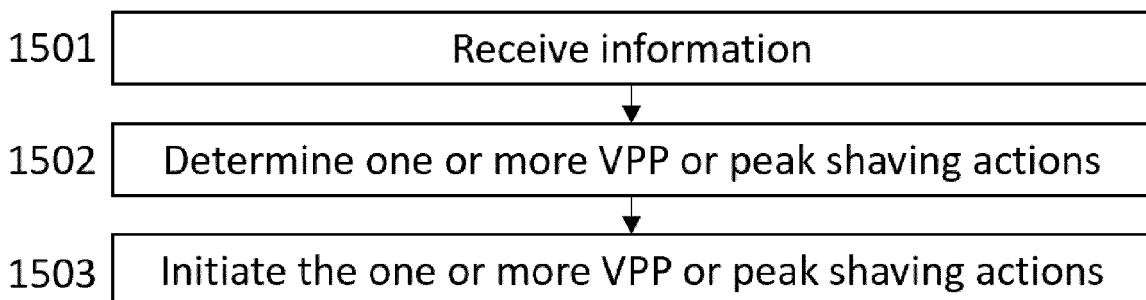 1501 Receive information
1502 Determine one or more VPP or peak shaving actions
1503 Initiate the one or more VPP or peak shaving actions